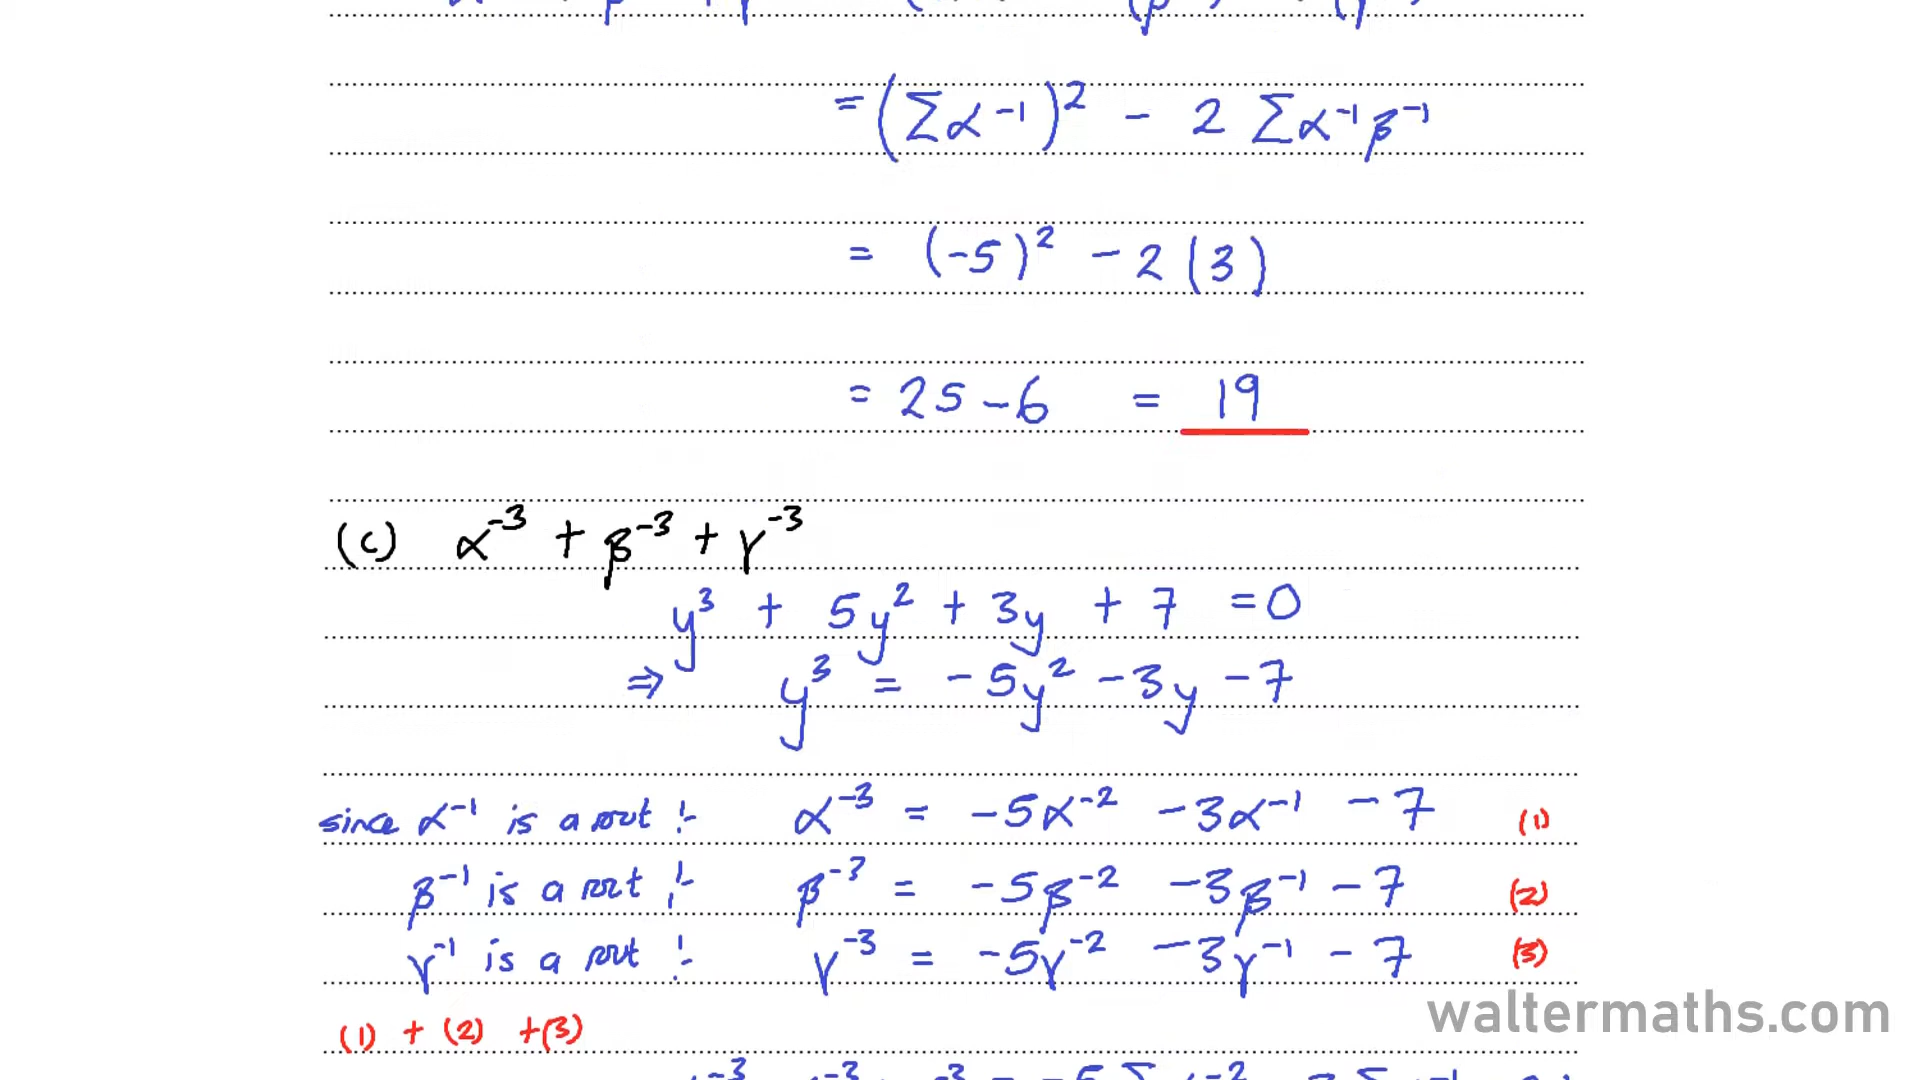 = (Σα⁻¹)² - 2 Σα⁻¹β⁻¹
= (-5)² - 2(3)
= 25 - 6 = 19
(c) α⁻³ + β⁻³ + γ⁻³
y³ + 5y² + 3y + 7 = 0
⇒ y³ = -5y² - 3y - 7
since α⁻¹ is a root :- α⁻³ = -5α⁻² - 3α⁻¹ - 7 (1)
β⁻¹ is a root :- β⁻³ = -5β⁻² - 3β⁻¹ - 7 (2)
γ⁻¹ is a root :- γ⁻³ = -5γ⁻² - 3γ⁻¹ - 7 (3)
waltermaths.com
(1) + (2) + (3)